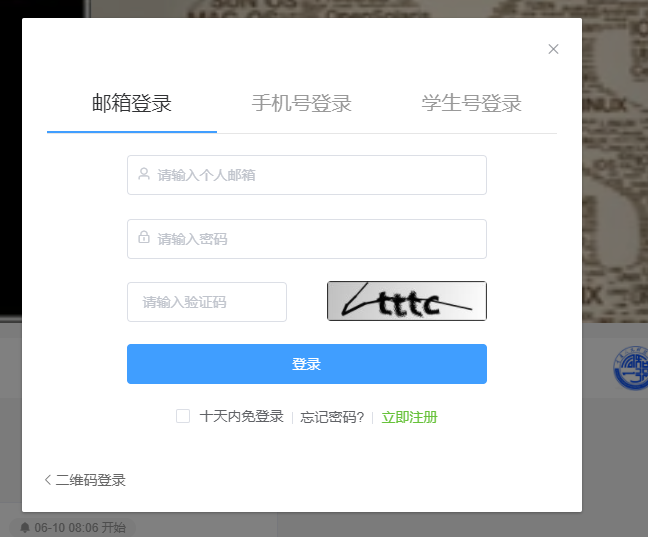 SUN OS
邮箱登录
手机号登录
学生号登录
请输入个人邮箱
请输入密码
请输入验证码
tttc
登录
十天内免登录
忘记密码?
立即注册
二维码登录
06-10 08:06 开始